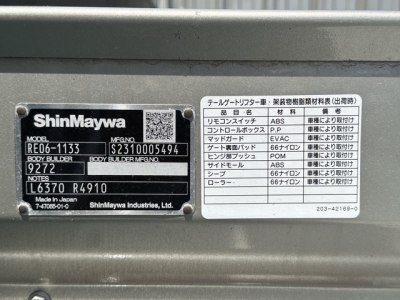 ShinMaywa
MODEL MFG.NO.
RE06-1133 S2310005494
BODY BUILDER BODY BUILDER NO.
9272
NOTES
L6370 R4910
Made in Japan
7-47065-01-0 ShinMaywa Industries, Ltd.
テールゲートリフター車・架装物樹脂類材料表(出荷時)
品名 材料 備考
リモコンスイッチ ABS 車種により取付け
コントロールボックス P.P 車種により取付け
マッドガード EVAC 車種により取付け
ゲート裏面パッド 66ナイロン 車種により取付け
ヒンジ部ブッシュ POM 車種により取付け
サイドモール ABS 車種により取付け
シーブ 66ナイロン 車種により取付け
ローラー 66ナイロン 車種により取付け
203-42169-0